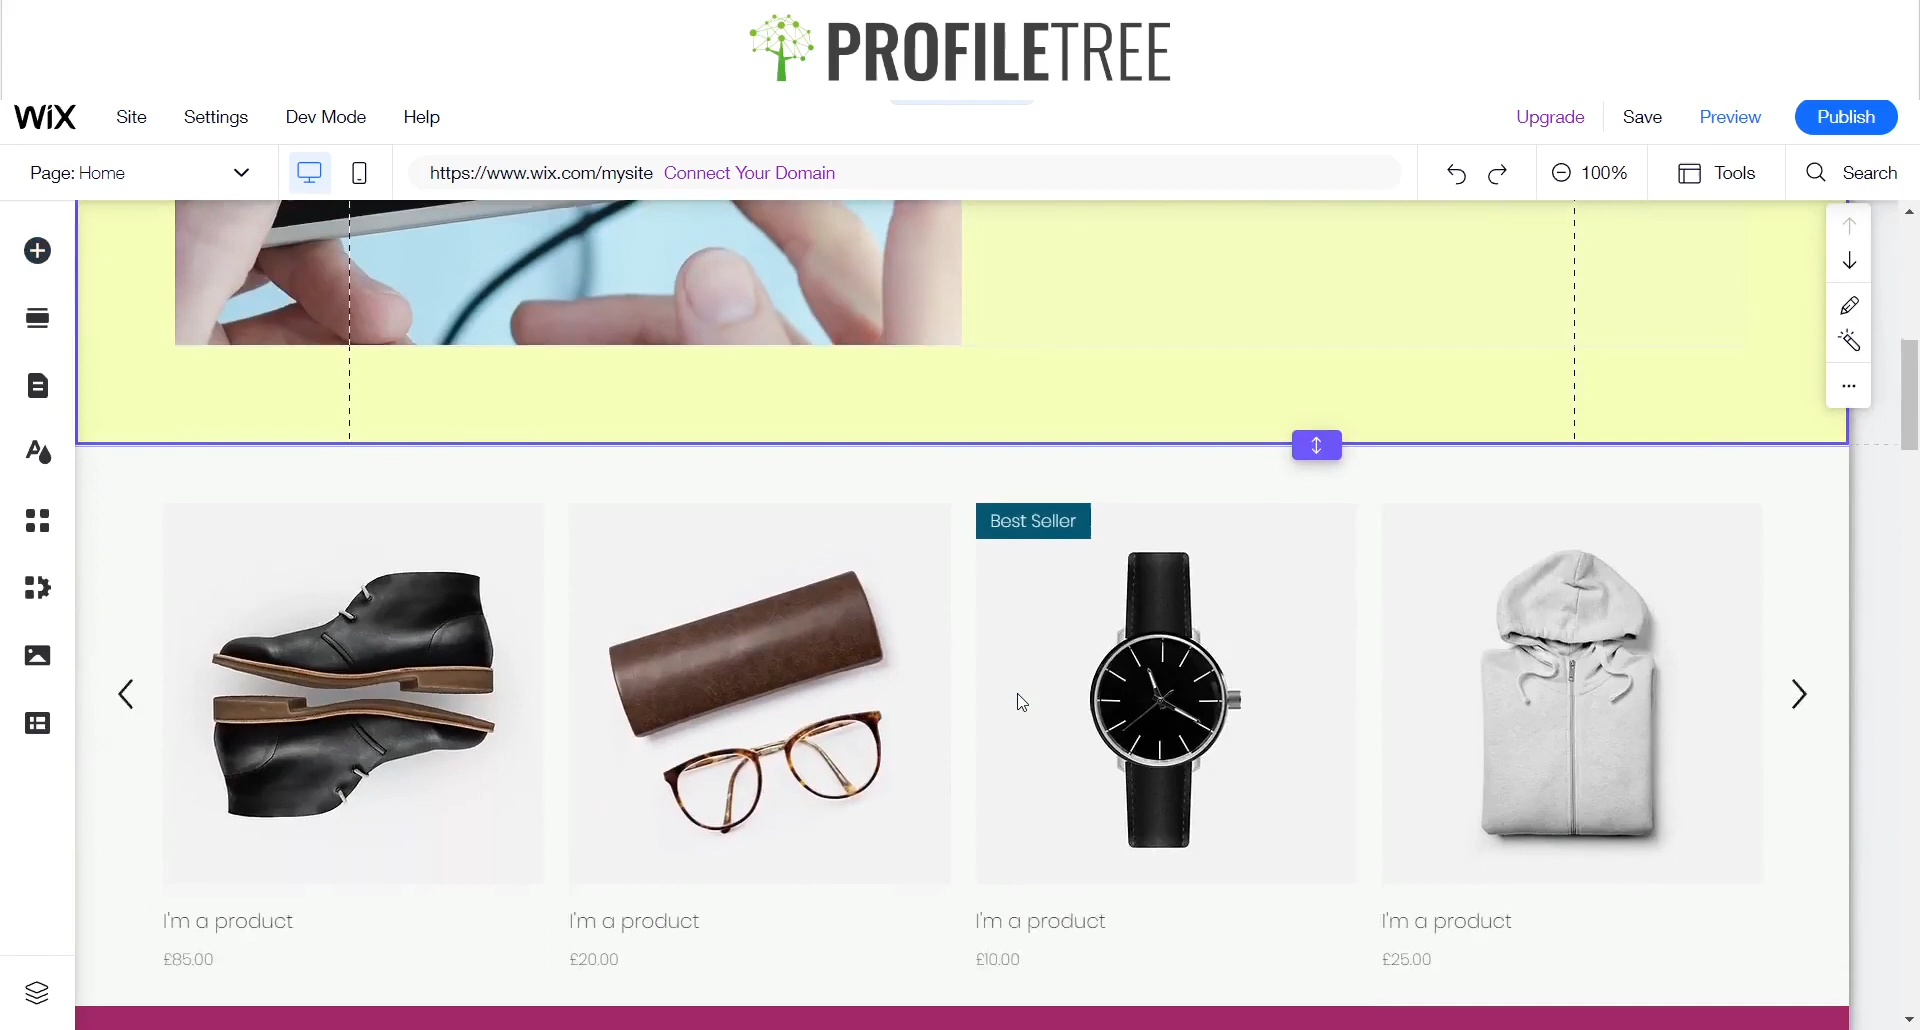 PROFILETREE
WiX Site Settings Dev Mode Help Upgrade Save Preview Publish
Page: Home https://www.wix.com/mysite Connect Your Domain 100% Tools Search
Best Seller
I'm a product I'm a product I'm a product I'm a product
£85.00 £20.00 £10.00 £25.00